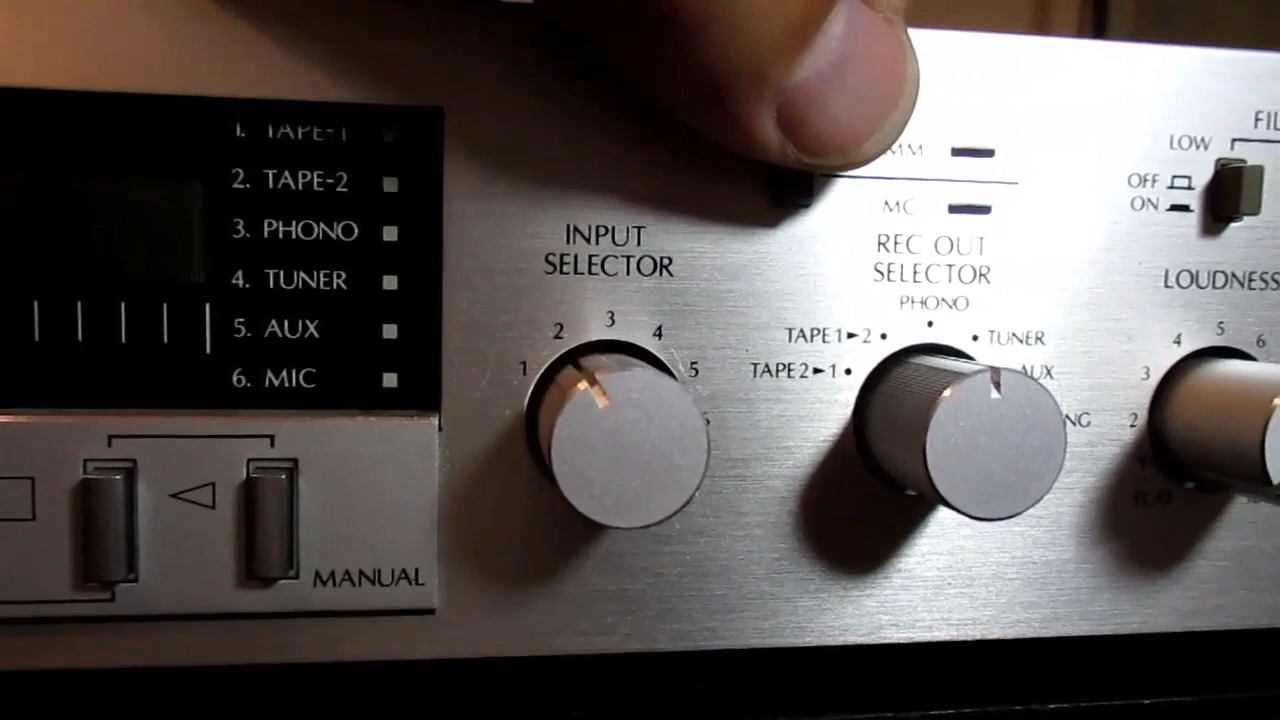 1. TAPE-1
2. TAPE-2
3. PHONO
4. TUNER
5. AUX
6. MIC
MANUAL
INPUT
SELECTOR
1 2 3 4 5
MM
MC
REC OUT
SELECTOR
PHONO
TAPE1►2
TUNER
TAPE2►1
AUX
LOW
OFF
ON
LOUDNESS
2 3 4 5 6